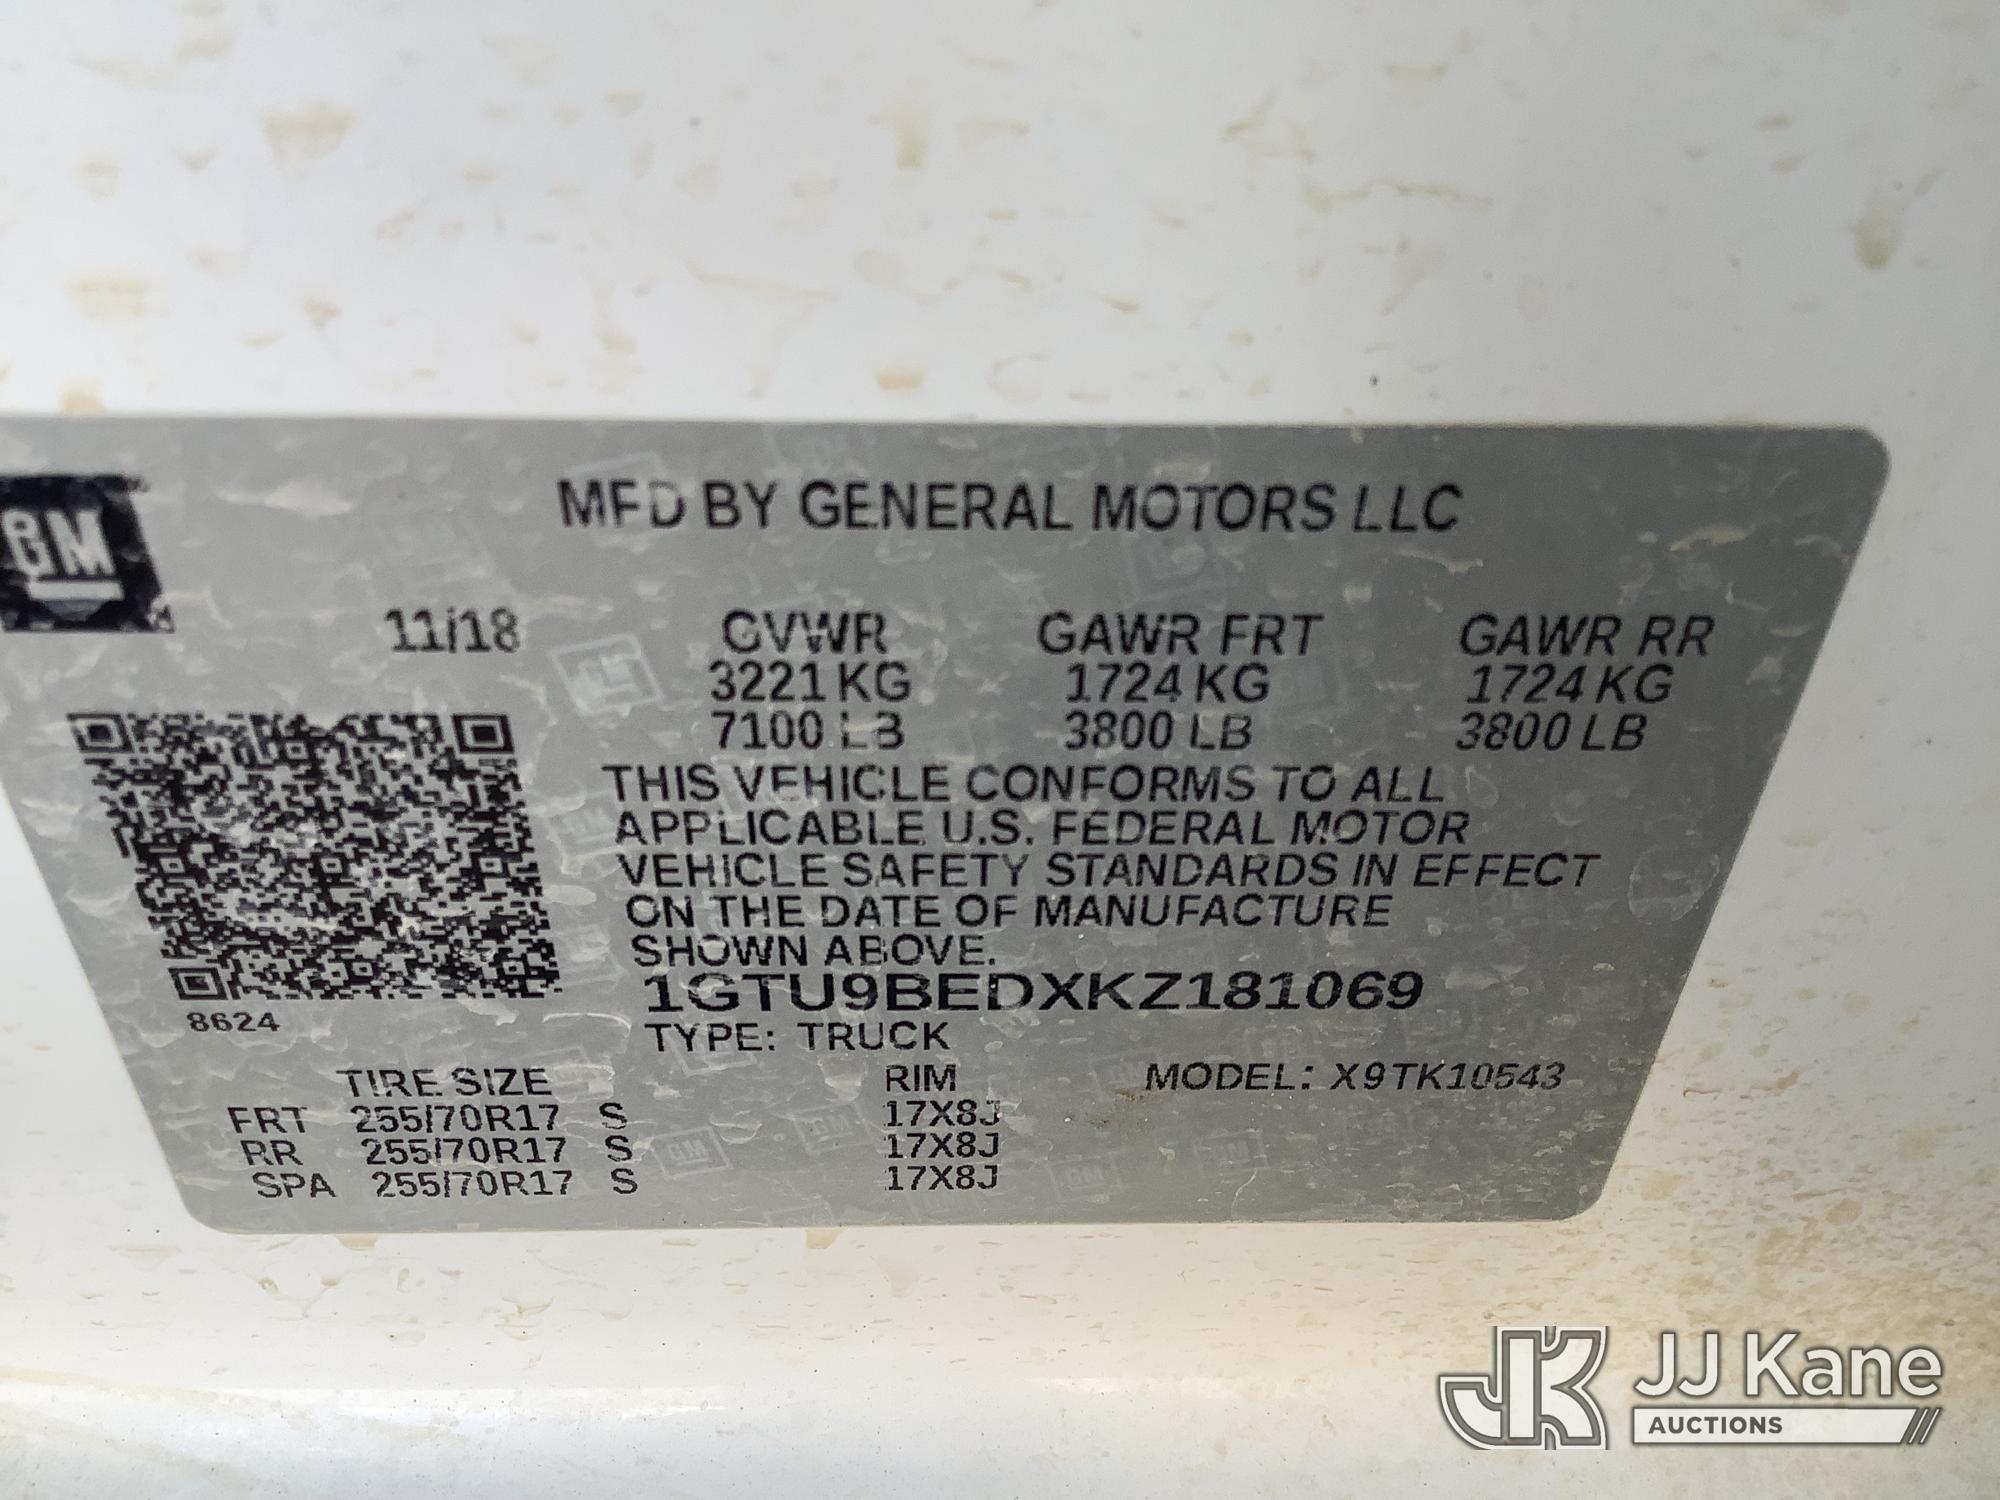 GM
MFD BY GENERAL MOTORS LLC
11/18 GVWR GAWR FRT GAWR RR
3221 KG 1724 KG 1724 KG
7100 LB 3800 LB 3800 LB
THIS VEHICLE CONFORMS TO ALL
APPLICABLE U.S. FEDERAL MOTOR
VEHICLE SAFETY STANDARDS IN EFFECT
ON THE DATE OF MANUFACTURE
SHOWN ABOVE.
1GTU9BEDXKZ181069
8624
TYPE: TRUCK
TIRE SIZE RIM MODEL: X9TK10543
FRT 255/70R17 S 17X8J
RR 255/70R17 S 17X8J
SPA 255/70R17 S 17X8J
JK JJ Kane
AUCTIONS